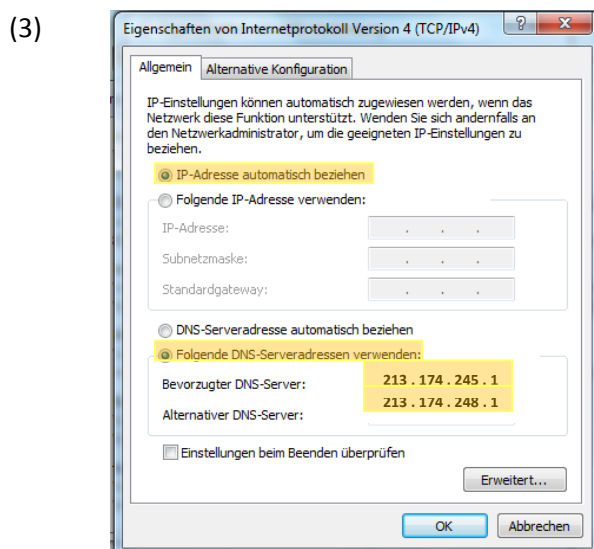 (3)
Eigenschaften von Internetprotokoll Version 4 (TCP/IPv4)
Allgemein
Alternative Konfiguration
IP-Einstellungen können automatisch zugewiesen werden, wenn das
Netzwerk diese Funktion unterstützt. Wenden Sie sich andernfalls an
den Netzwerkadministrator, um die geeigneten IP-Einstellungen zu
beziehen.
IP-Adresse automatisch beziehen
Folgende IP-Adresse verwenden:
IP-Adresse:
Subnetzmaske:
Standardgateway:
DNS-Serveradresse automatisch beziehen
Folgende DNS-Serveradressen verwenden:
Bevorzugter DNS-Server: 213 . 174 . 245 . 1
Alternativer DNS-Server: 213 . 174 . 248 . 1
Einstellungen beim Beenden überprüfen
Erweitert...
OK Abbrechen